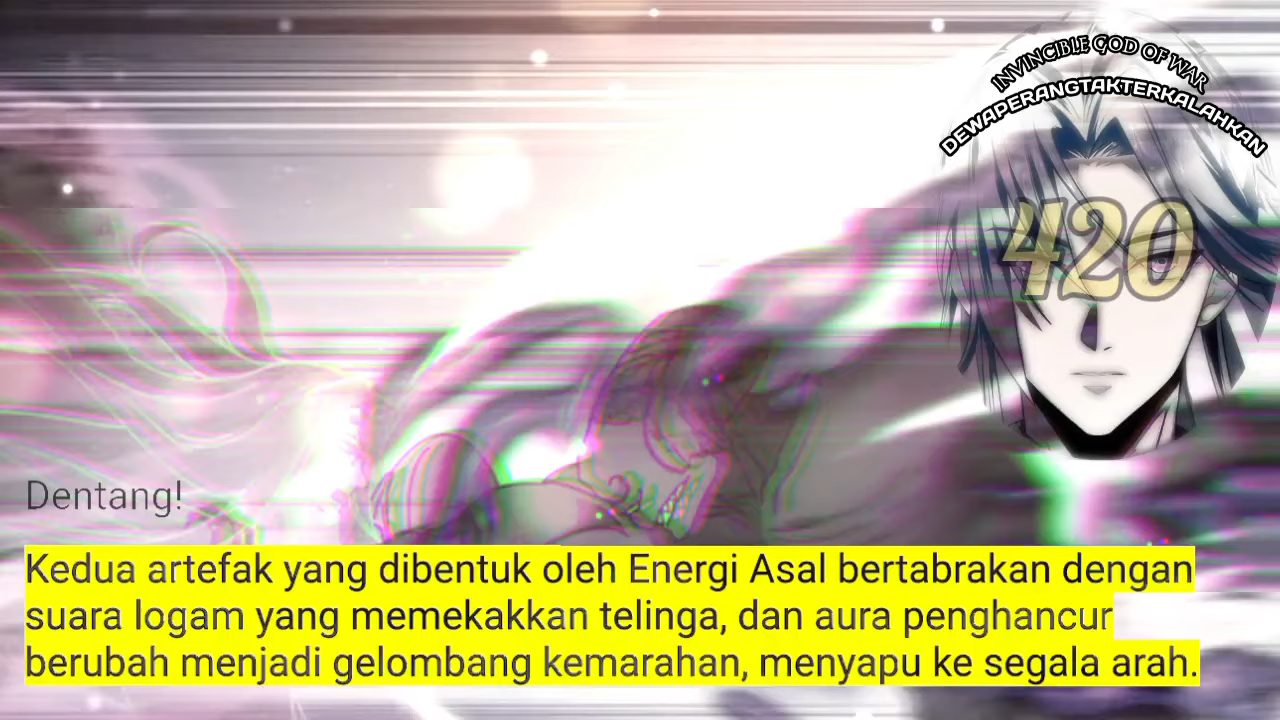 INVINCIBLE GOD OF WAR
DEWAPERANGTAKTERKALAHKAN
420
Dentang!
Kedua artefak yang dibentuk oleh Energi Asal bertabrakan dengan
suara logam yang memekakkan telinga, dan aura penghancur
berubah menjadi gelombang kemarahan, menyapu ke segala arah.